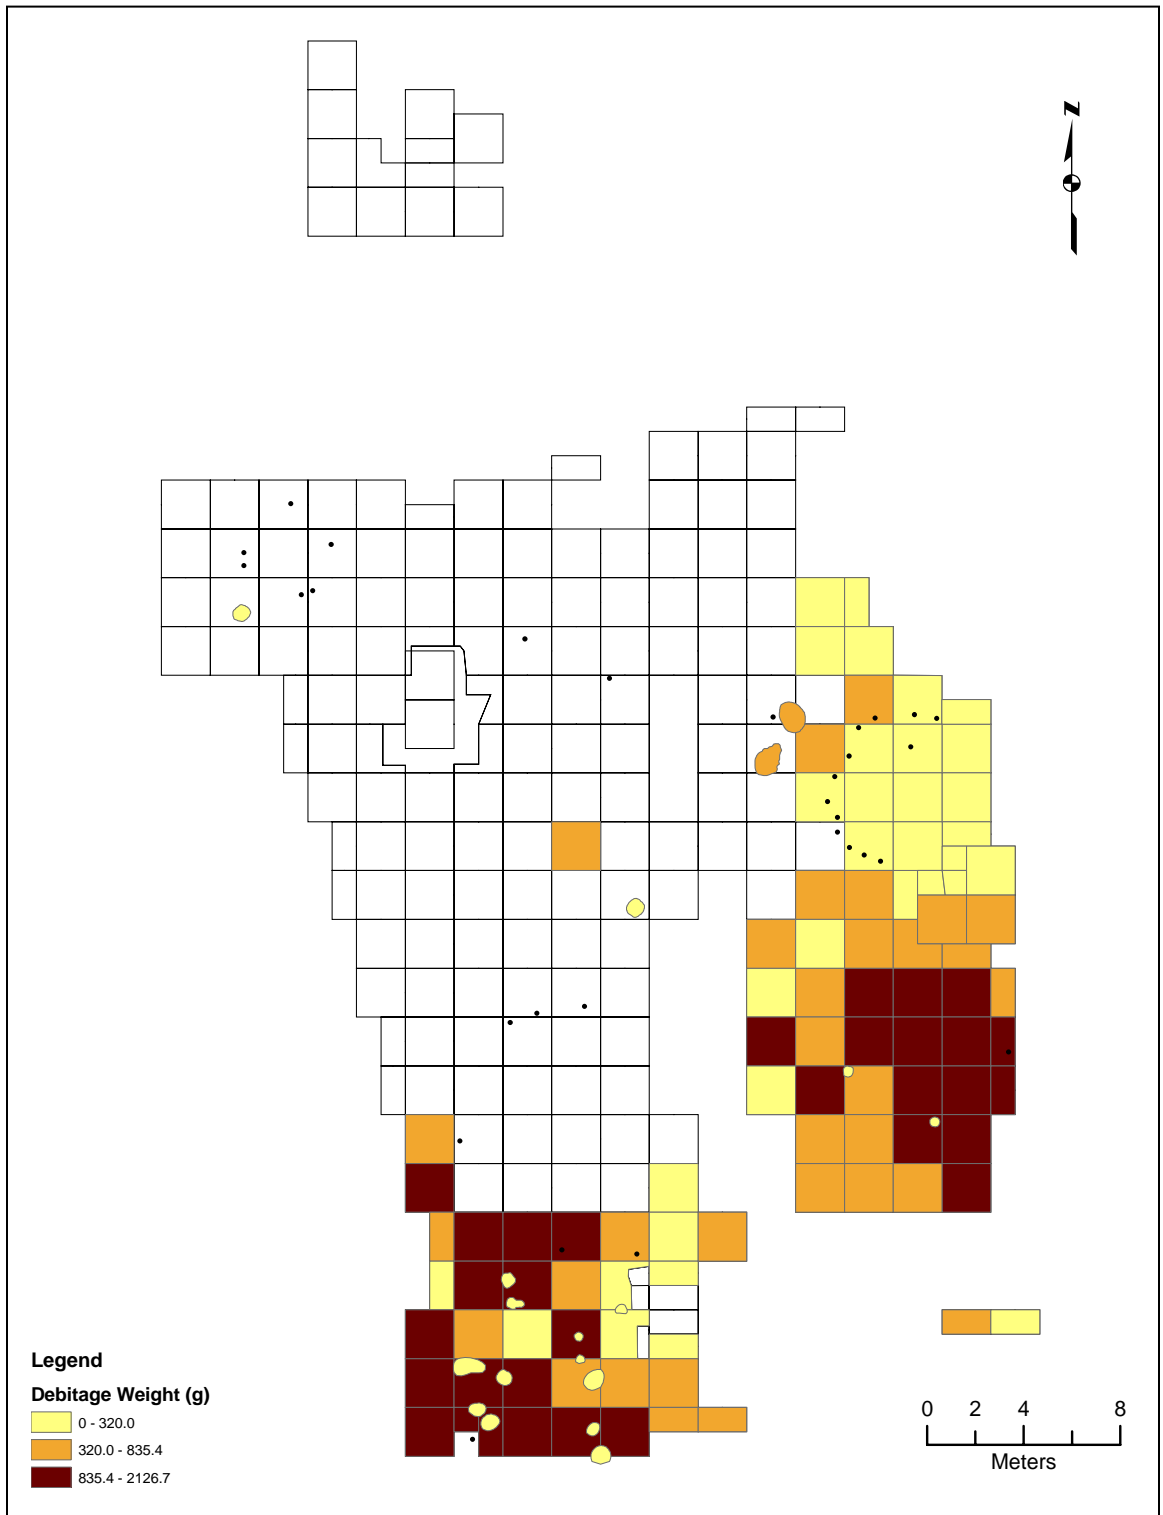 N
Legend
Debitage Weight (g)
0 - 320.0
320.0 - 835.4
835.4 - 2126.7
0 2 4 8
Meters